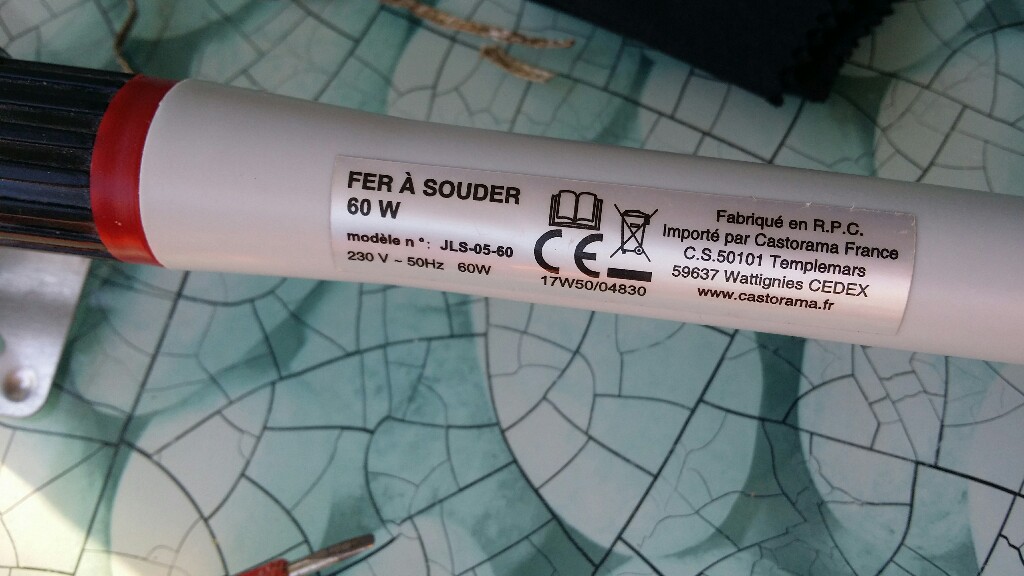 FER À SOUDER
60 W
modèle n°: JLS-05-60
230 V ~ 50Hz 60W
CE
17W50/04830
Fabriqué en R.P.C.
Importé par Castorama France
C.S.50101 Templemars
59637 Wattignies CEDEX
www.castorama.fr